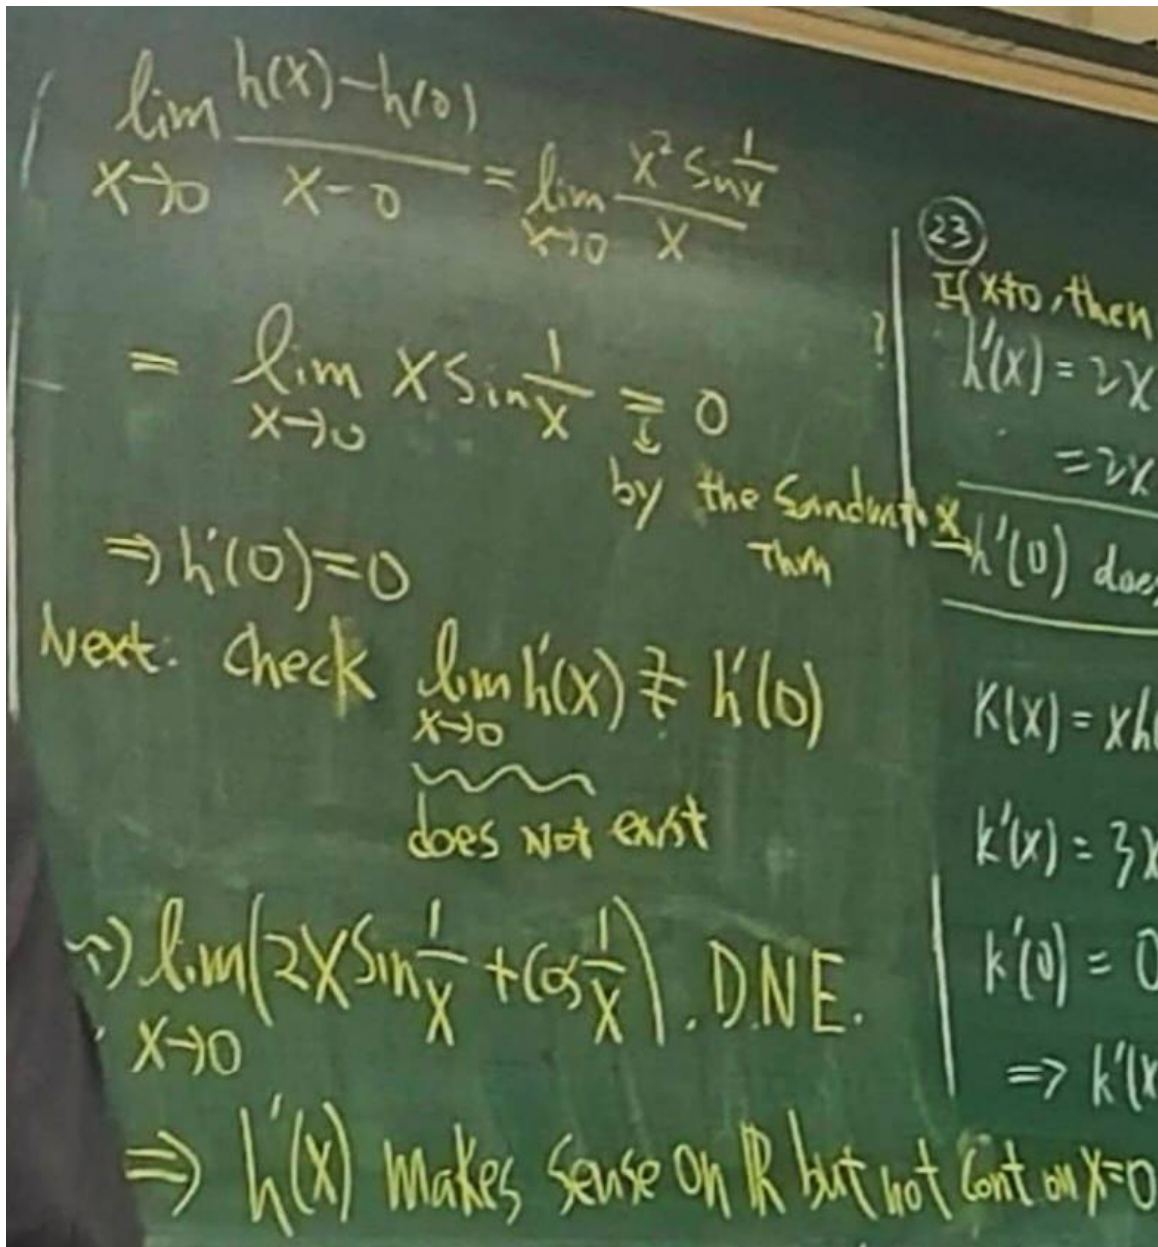 lim x→0 h(x)-h(0) / x-0 = lim x→0 x² sin 1/x / x
= lim x→0 x sin 1/x = 0
by the Sandwich
Thm
⇒ h'(0)=0
Next. Check lim x→0 h'(x) ≠ h'(0)
does Not exist
lim x→0 (2x sin 1/x + cos 1/x). D.N.E.
⇒ h'(x) makes Sense on ℝ but not Cont on x=0
23
If x≠0, then
h'(x) = 2x
= 2x
h'(0) does
K(x) = xh(
k'(x) = 3x
k'(0) = 0
⇒ k'(x